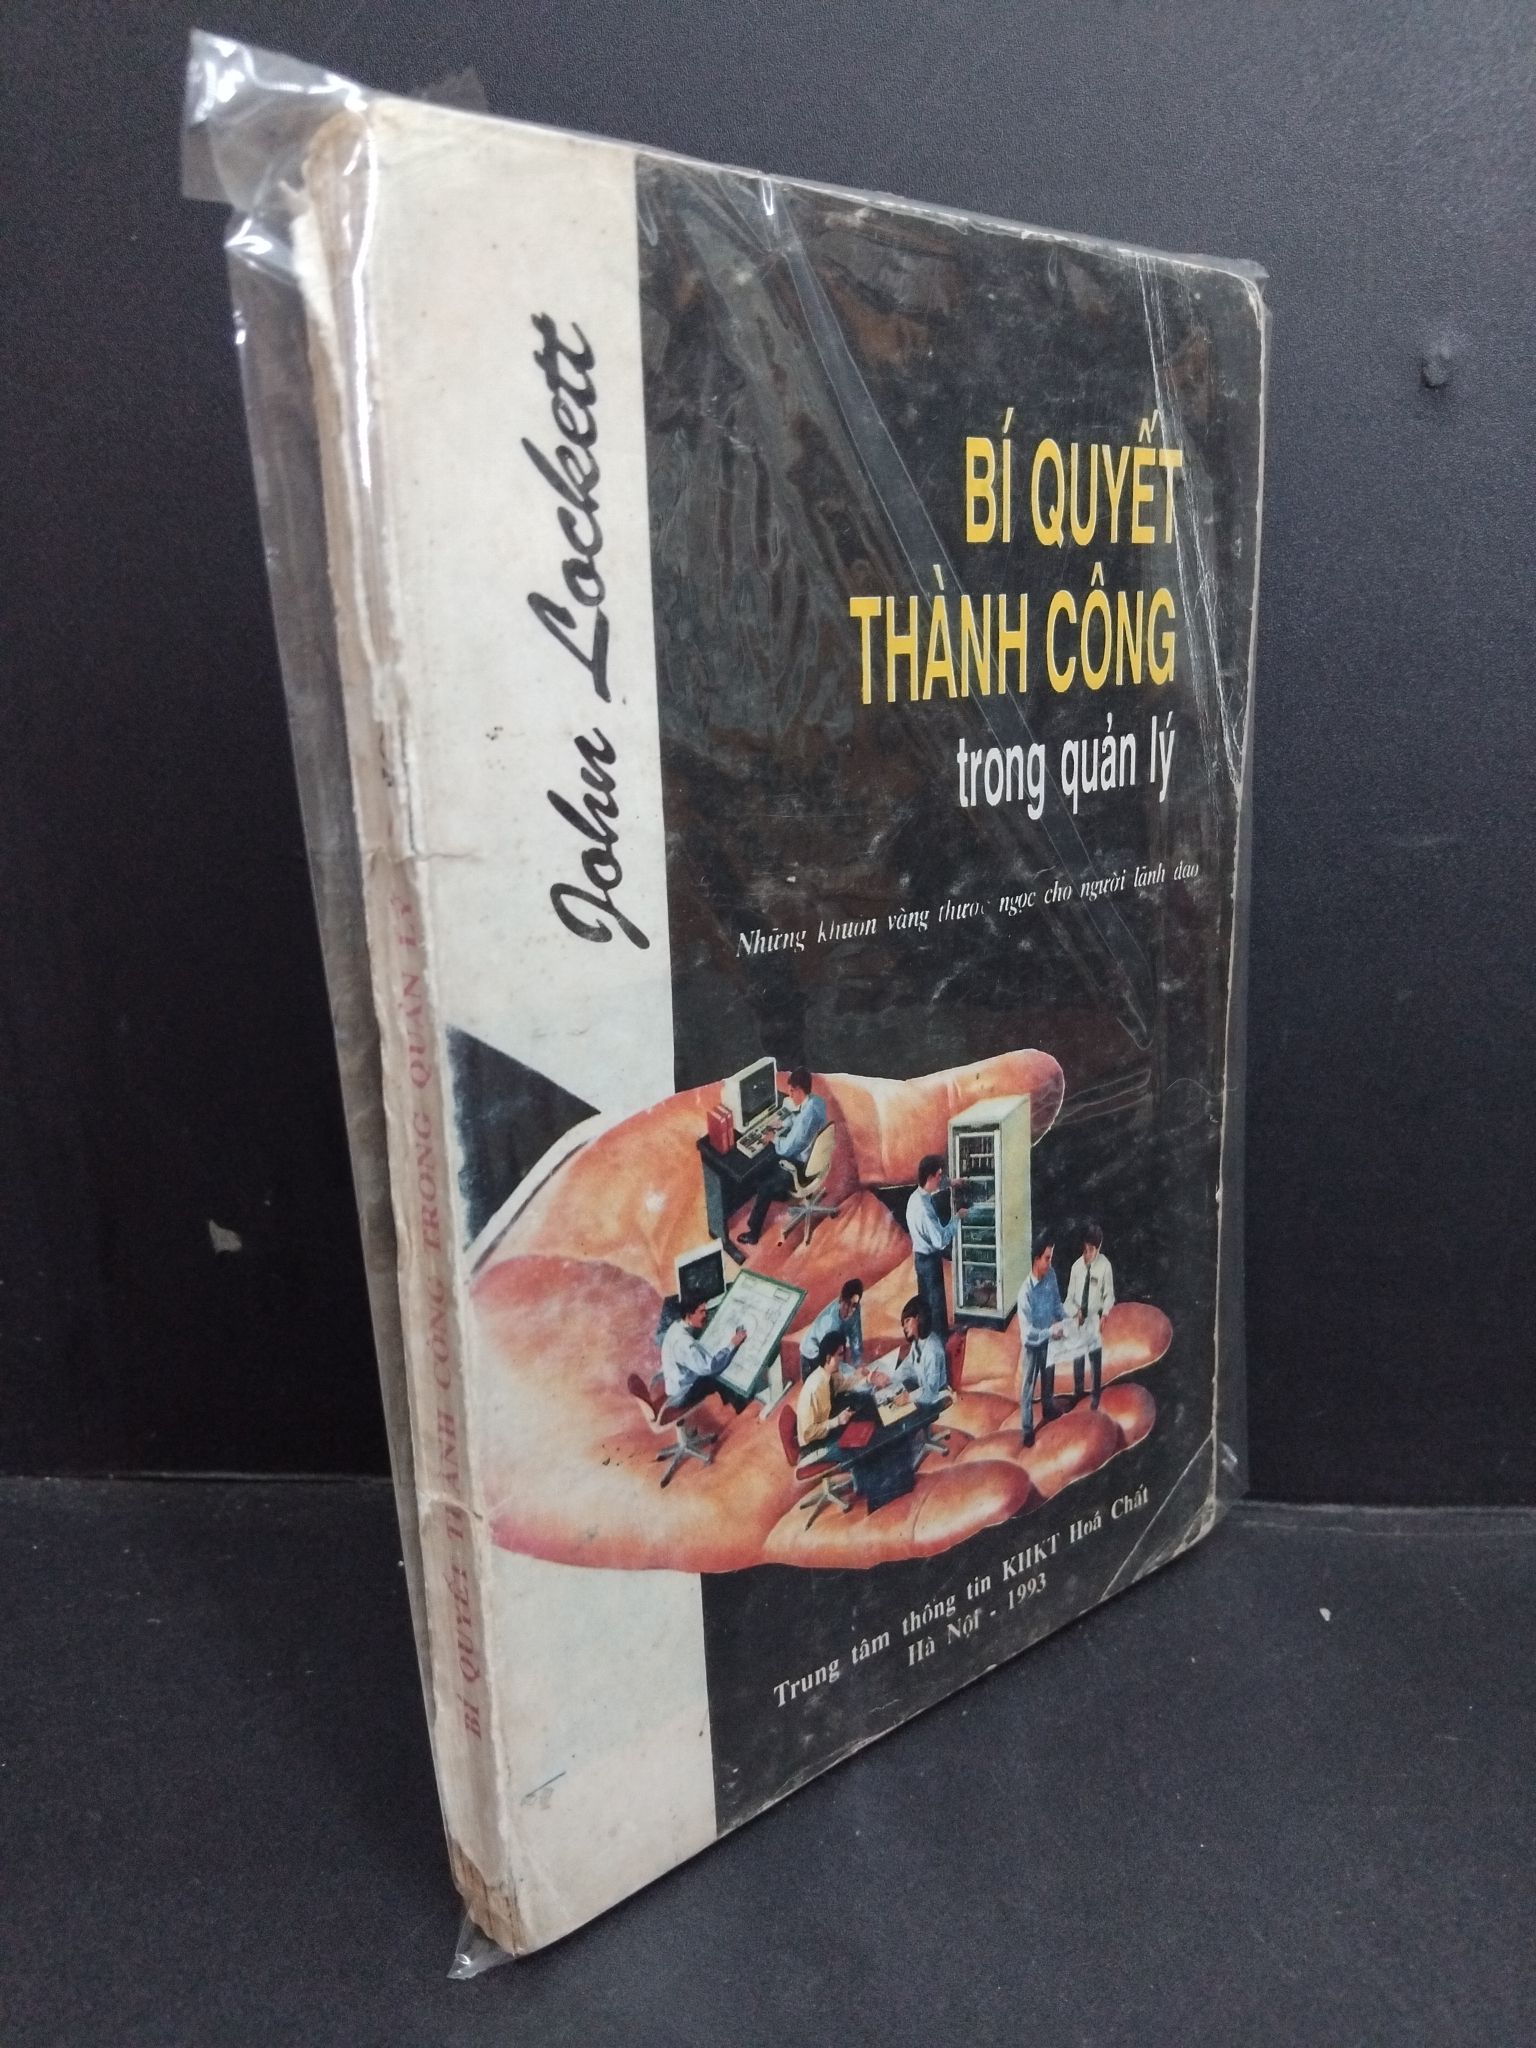 John Lockett
BÍ QUYẾT
THÀNH CÔNG
trong quản lý
Những khuôn vàng thước ngọc cho người lãnh đạo
Trung tâm thông tin KHKT Hoá Chất
Hà Nội - 1993
BÍ QUYẾT THÀNH CÔNG TRONG QUẢN LÝ